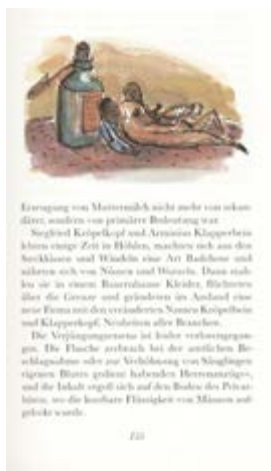 Erzeugung von Muttermilch nicht mehr von sekun-
därer, sondern von primärer Bedeutung war.
Siegfried Kröpelkopf und Arminius Klapperbein
lebten einige Zeit in Höhlen, machten sich aus den
Steckkissen und Windeln eine Art Badehose und
nährten sich von Nüssen und Wurzeln. Dann stah-
len sie in einem Bauernhause Kleider, flüchteten
über die Grenze und gründeten im Ausland eine
neue Firma mit den veränderten Namen Kröpelbein
und Klapperkopf, Neuheiten aller Branchen.
Die Verjüngungsessenz ist leider verlorengegan-
gen. Die Flasche zerbrach bei der amtlichen Be-
schlagnahme oder zur Verhöhnung von Säuglingen
eigenen Blutes gedient habenden Herrenanzüge,
und ihr Inhalt ergoß sich auf den Boden des Privat-
büros, wo die kostbare Flüssigkeit von Mäusen auf-
geleckt wurde.